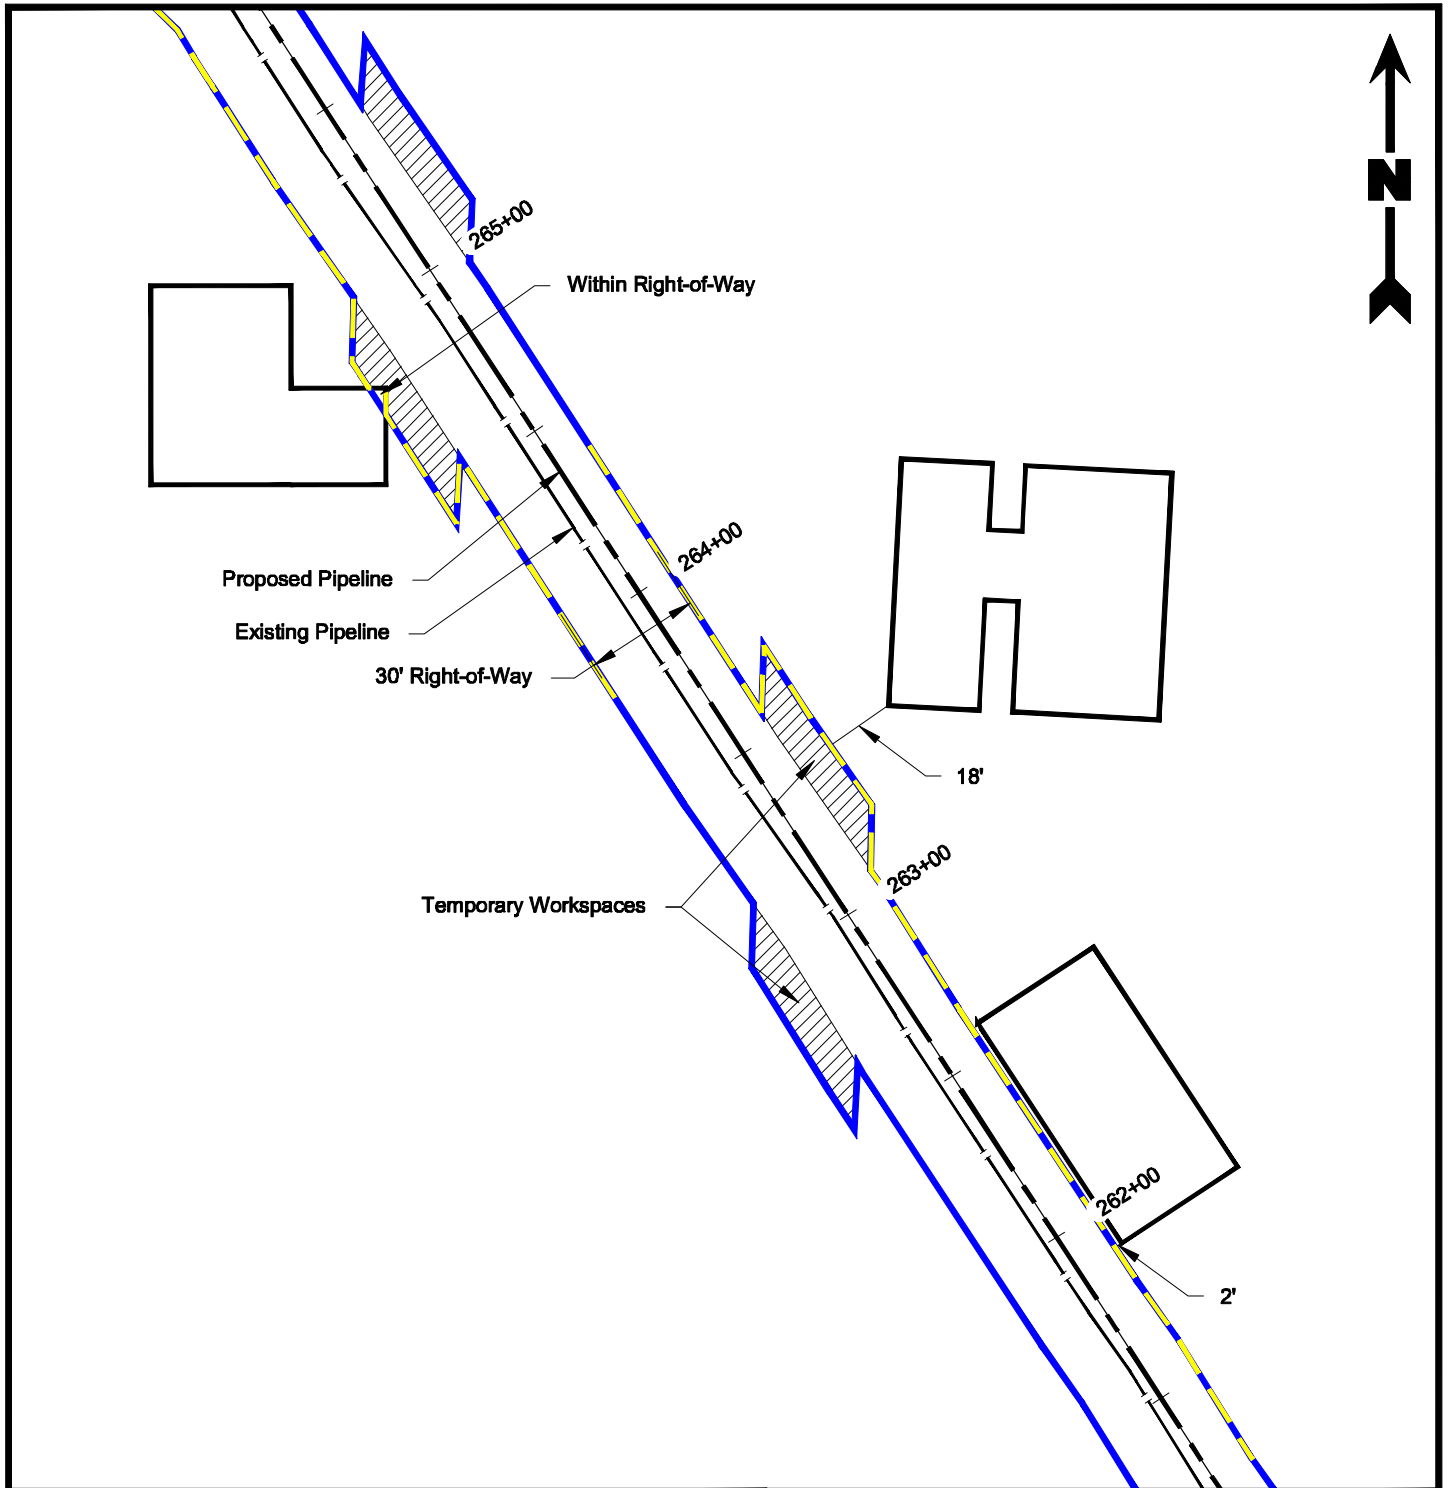 N
265+00
Within Right-of-Way
264+00
Proposed Pipeline
Existing Pipeline
30' Right-of-Way
18'
263+00
Temporary Workspaces
262+00
2'